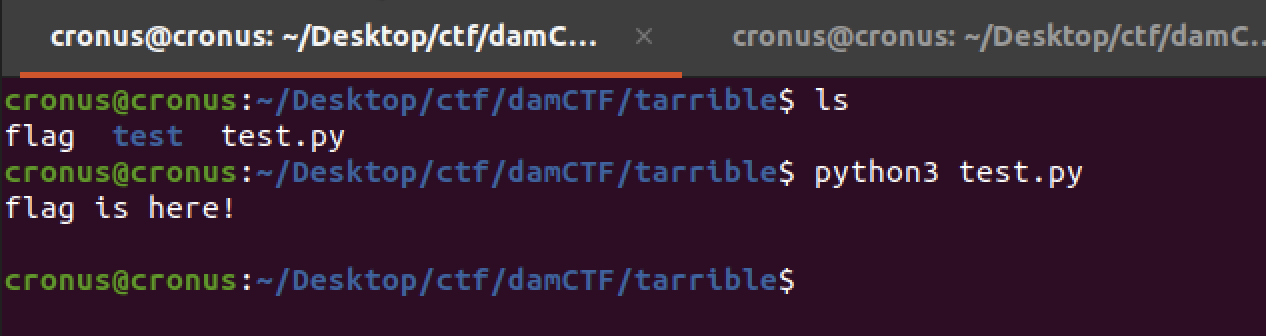 cronus@cronus: ~/Desktop/ctf/damC... × cronus@cronus: ~/Desktop/ctf/damC..
cronus@cronus:~/Desktop/ctf/damCTF/tarrible$ ls
flag  test  test.py
cronus@cronus:~/Desktop/ctf/damCTF/tarrible$ python3 test.py
flag is here!
cronus@cronus:~/Desktop/ctf/damCTF/tarrible$